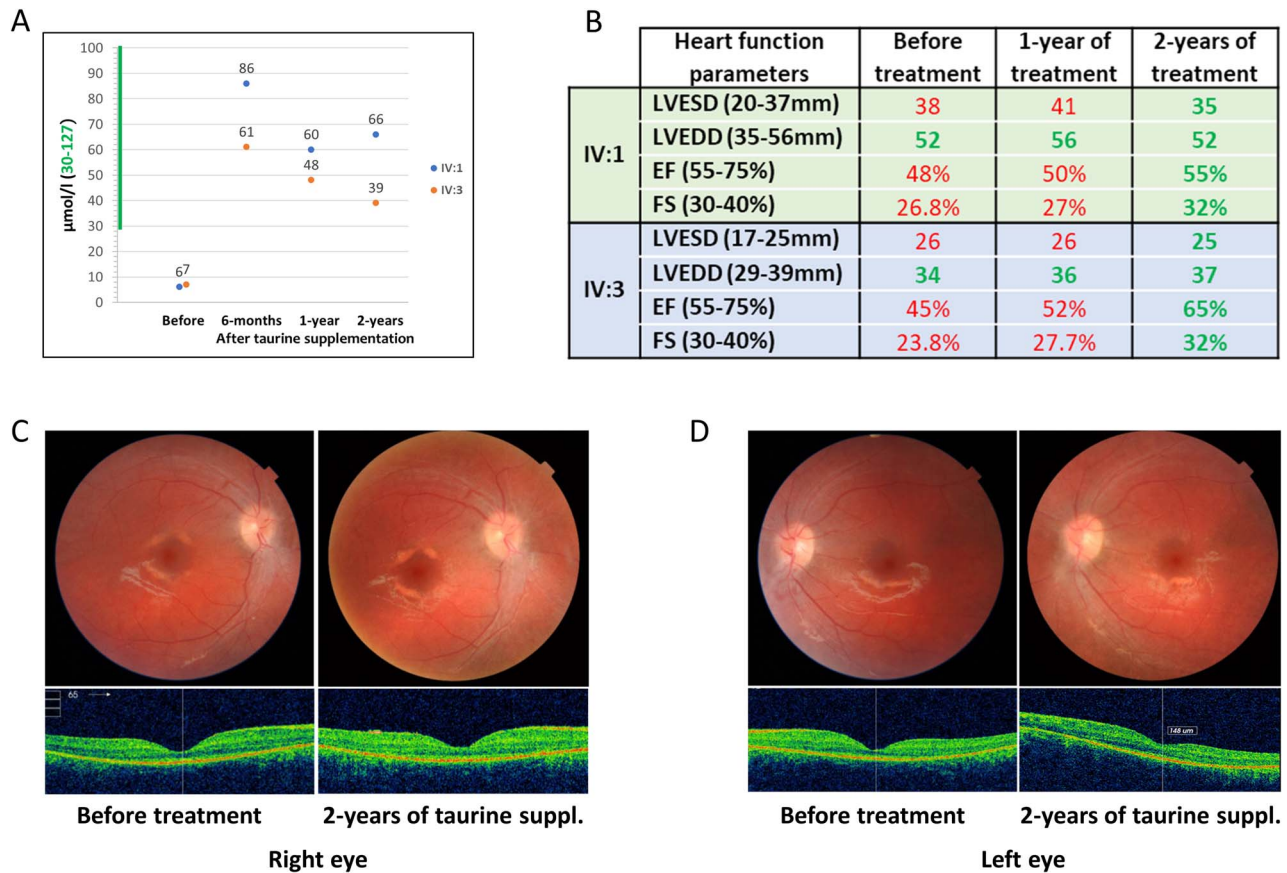 A
100
90
80
70
60
50
40
30
20
10
0
µmol/l (30-127)
86
61
60
48
66
39
6
7
IV:1
IV:3
Before 6-months 1-year 2-years
After taurine supplementation
B
Heart function parameters Before treatment 1-year of treatment 2-years of treatment
IV:1
LVESD (20-37mm) 38 41 35
LVEDD (35-56mm) 52 56 52
EF (55-75%) 48% 50% 55%
FS (30-40%) 26.8% 27% 32%
IV:3
LVESD (17-25mm) 26 26 25
LVEDD (29-39mm) 34 36 37
EF (55-75%) 45% 52% 65%
FS (30-40%) 23.8% 27.7% 32%
C
65
Before treatment 2-years of taurine suppl.
Right eye
D
148 um
Before treatment 2-years of taurine suppl.
Left eye